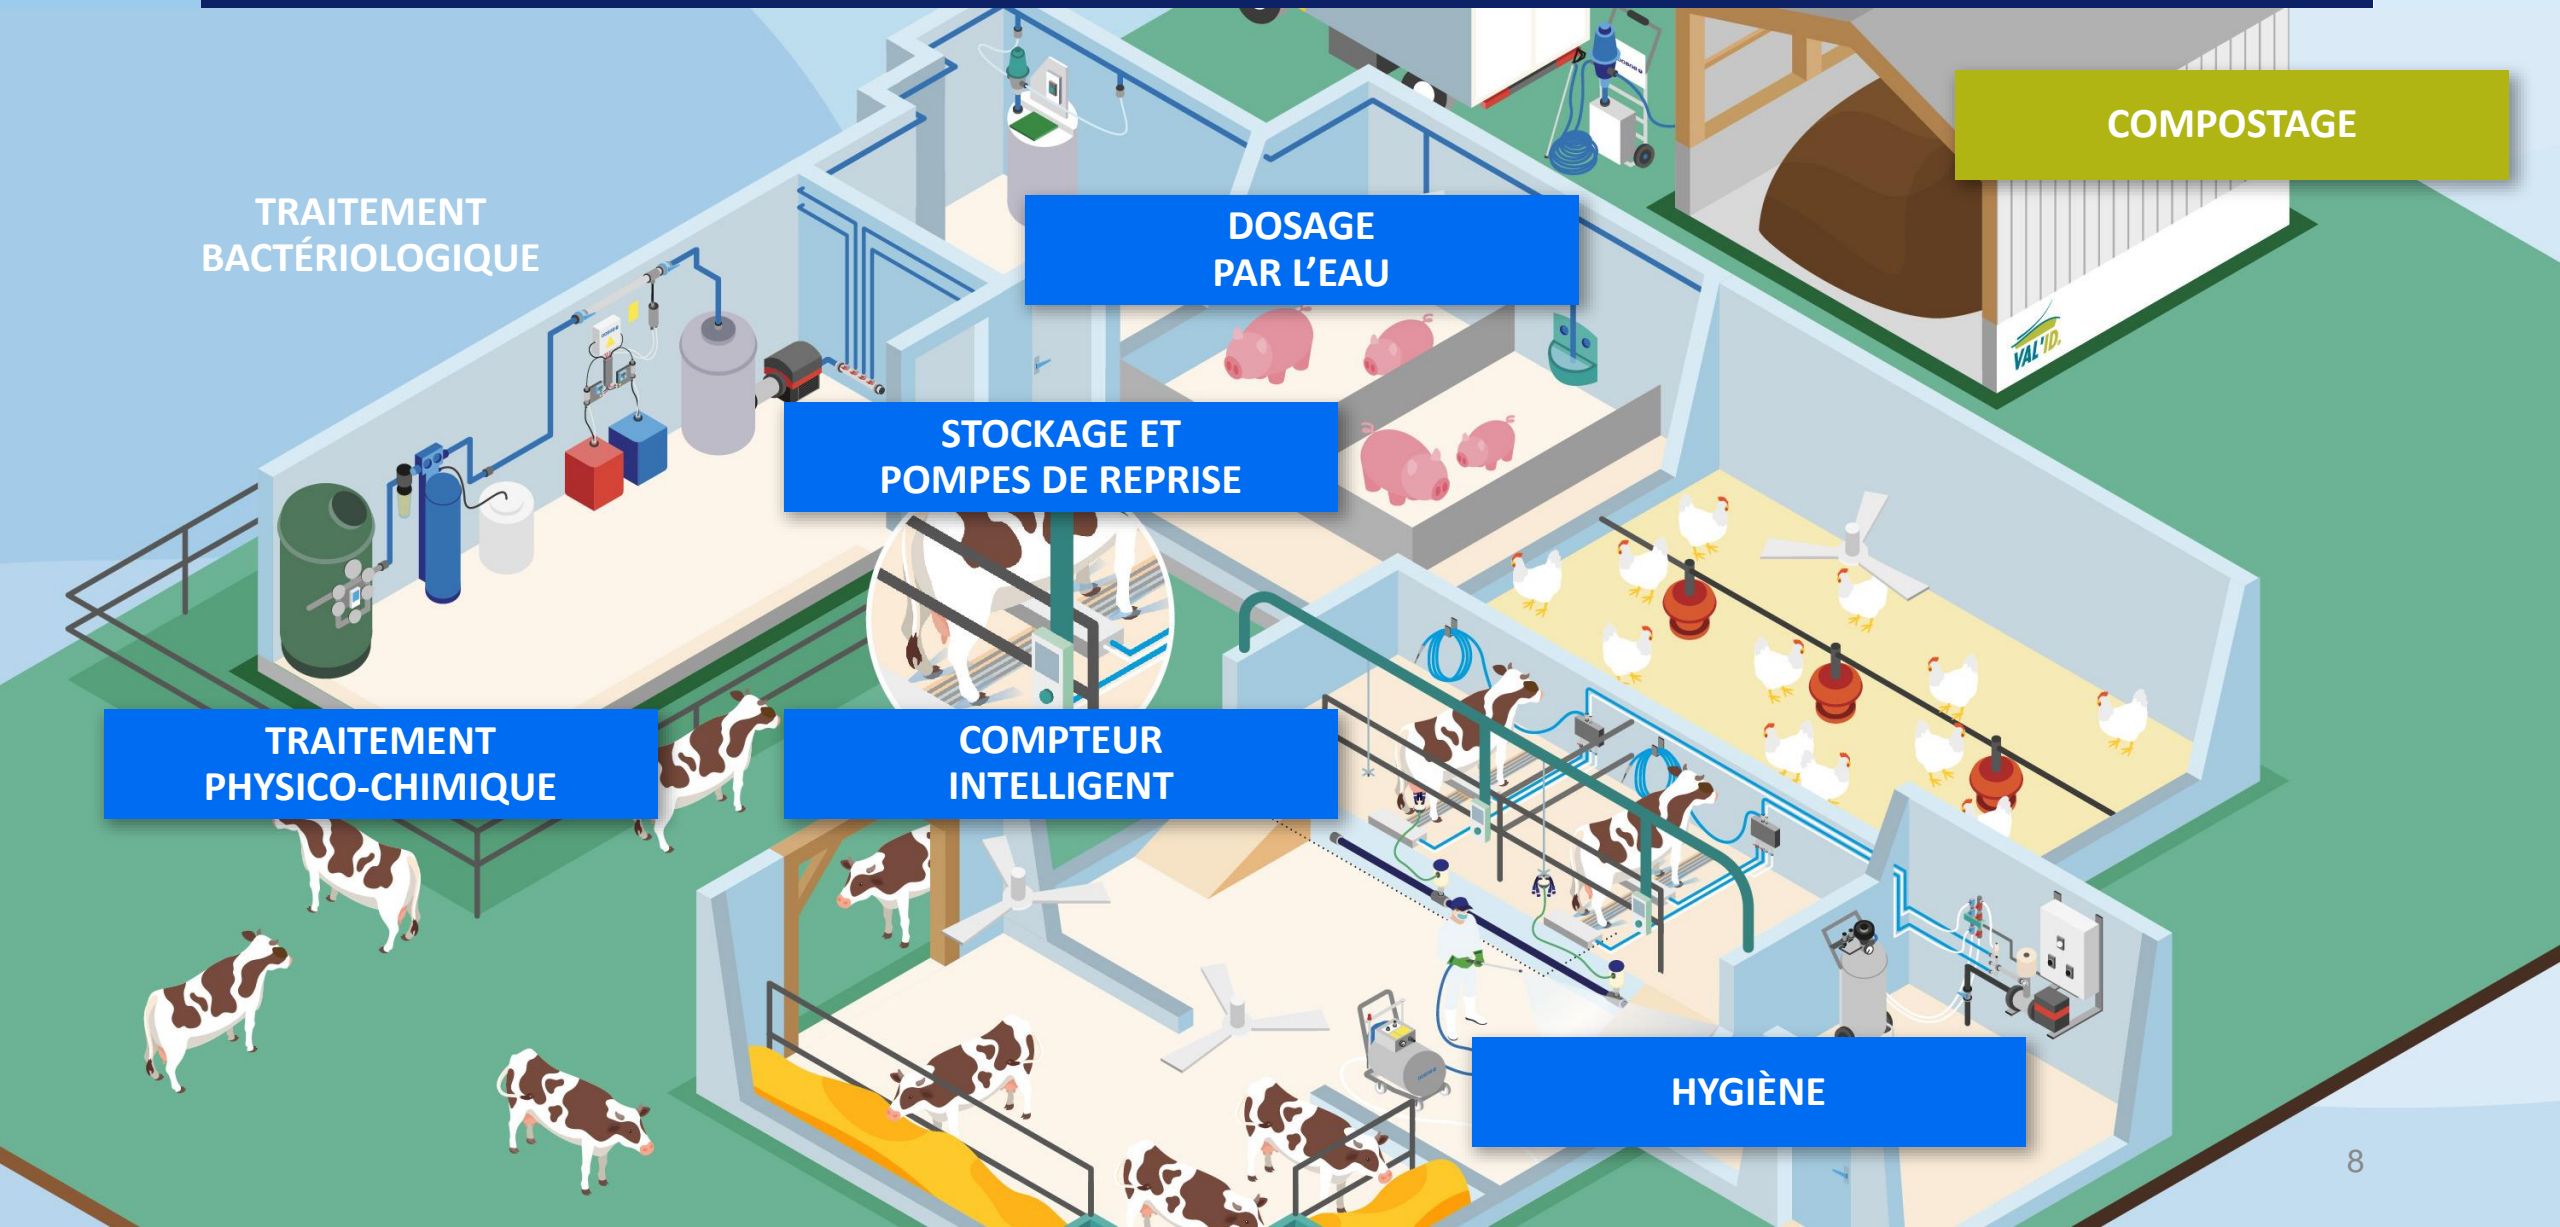 COMPOSTAGE
TRAITEMENT
BACTÉRIOLOGIQUE
DOSAGE
PAR L’EAU
VAL'ID.
STOCKAGE ET
POMPES DE REPRISE
TRAITEMENT
PHYSICO-CHIMIQUE
COMPTEUR
INTELLIGENT
HYGIÈNE
8